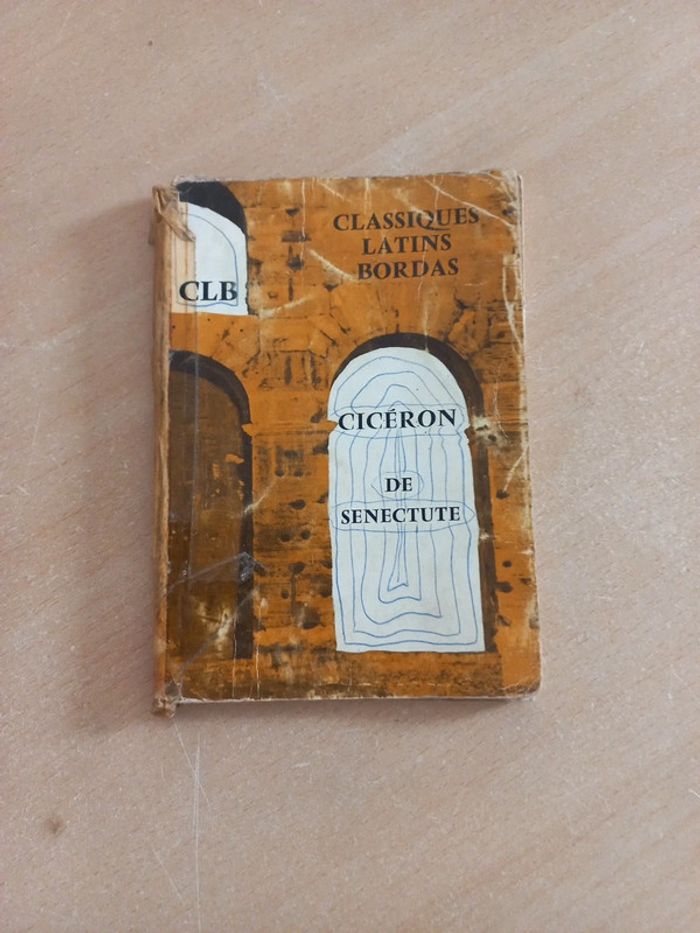 CLASSIQUES
LATINS
BORDAS
CLB
CICÉRON
DE
SENECTUTE